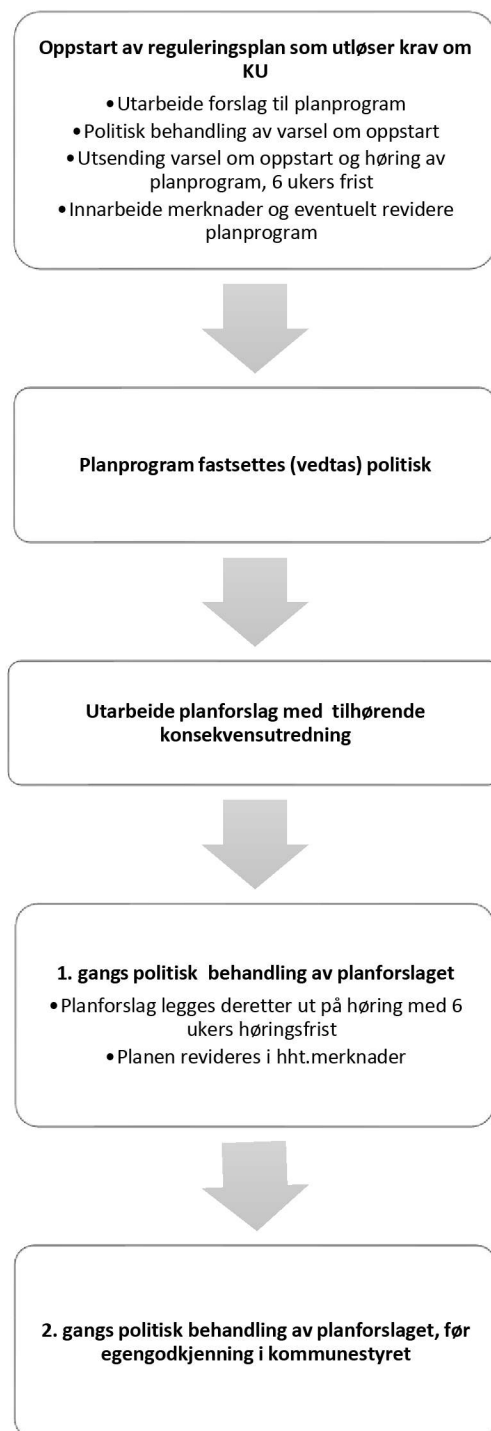 Oppstart av reguleringsplan som utløser krav om
KU
•Utarbeide forslag til planprogram
•Politisk behandling av varsel om oppstart
•Utsending varsel om oppstart og høring av
planprogram, 6 ukers frist
•Innarbeide merknader og eventuelt revidere
planprogram
Planprogram fastsettes (vedtas) politisk
Utarbeide planforslag med tilhørende
konsekvensutredning
1. gangs politisk behandling av planforslaget
•Planforslag legges deretter ut på høring med 6
ukers høringsfrist
•Planen revideres i hht.merknader
2. gangs politisk behandling av planforslaget, før
egengodkjenning i kommunestyret